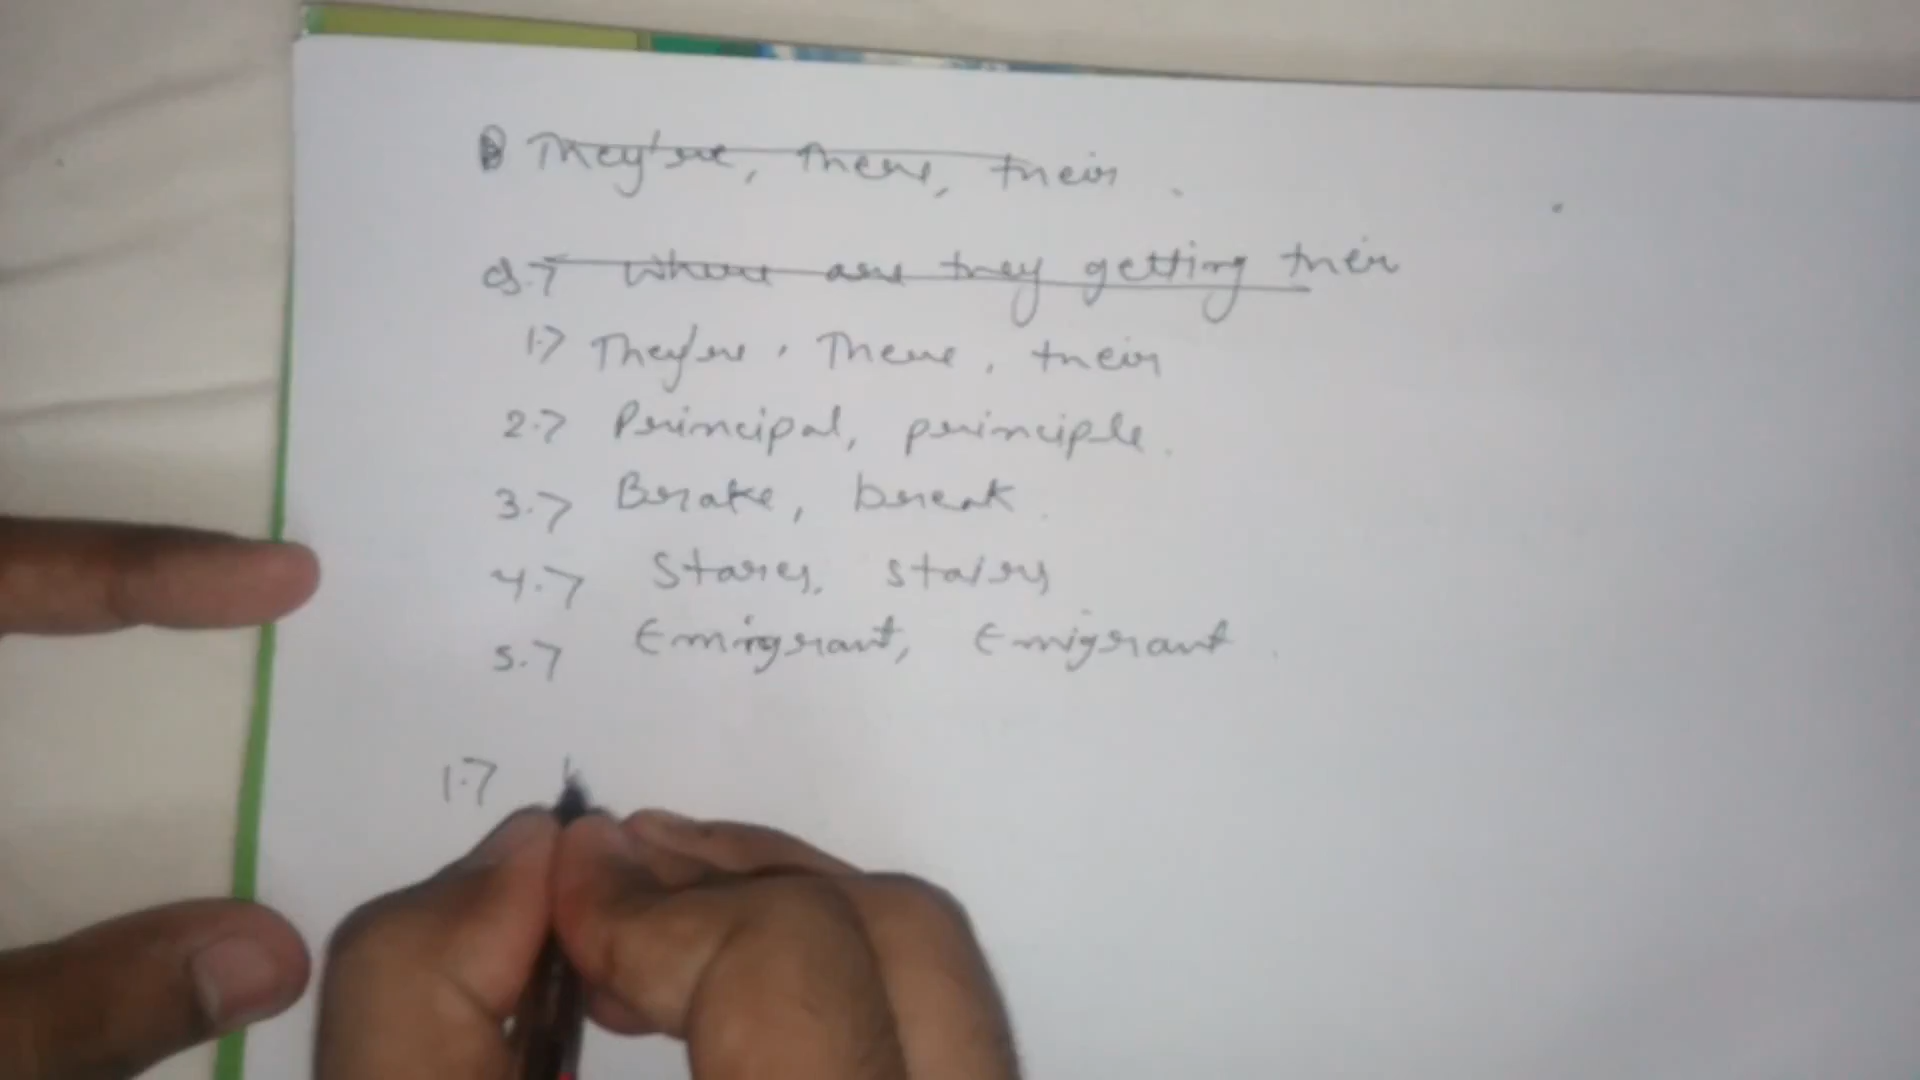 They're, There, their.
Q.7 Where are they getting their
1.7 They're, There, their
2.7 Principal, principle.
3.7 Brake, break.
4.7 Stares, stairs
5.7 Emigrant, Emigrant.
1.7